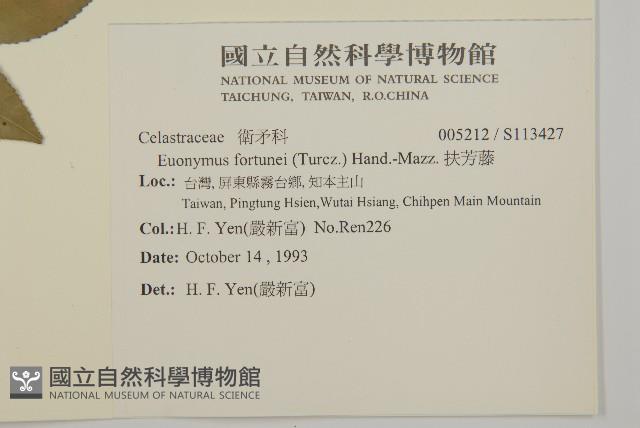 國立自然科學博物館
NATIONAL MUSEUM OF NATURAL SCIENCE
TAICHUNG, TAIWAN, R.O.CHINA
Celastraceae 衛矛科 005212 / S113427
Euonymus fortunei (Turcz.) Hand.-Mazz. 扶芳藤
Loc.: 台灣, 屏東縣霧台鄉, 知本主山
Taiwan, Pingtung Hsien,Wutai Hsiang, Chihpen Main Mountain
Col.: H. F. Yen(嚴新富) No.Ren226
Date: October 14 , 1993
Det.: H. F. Yen(嚴新富)
國立自然科學博物館
NATIONAL MUSEUM OF NATURAL SCIENCE